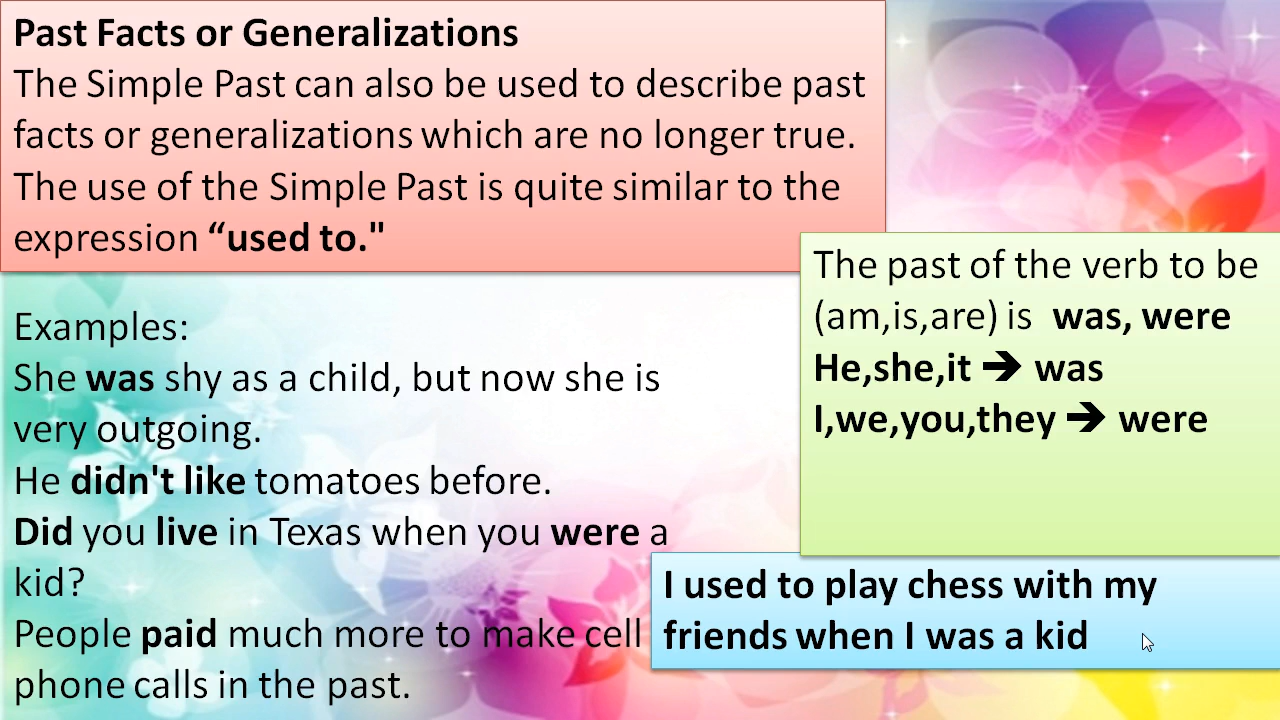 Past Facts or Generalizations
The Simple Past can also be used to describe past
facts or generalizations which are no longer true.
The use of the Simple Past is quite similar to the
expression “used to."
The past of the verb to be
(am,is,are) is was, were
He,she,it 🡺 was
I,we,you,they 🡺 were
Examples:
She was shy as a child, but now she is
very outgoing.
He didn't like tomatoes before.
Did you live in Texas when you were a
kid?
People paid much more to make cell
phone calls in the past.
I used to play chess with my
friends when I was a kid